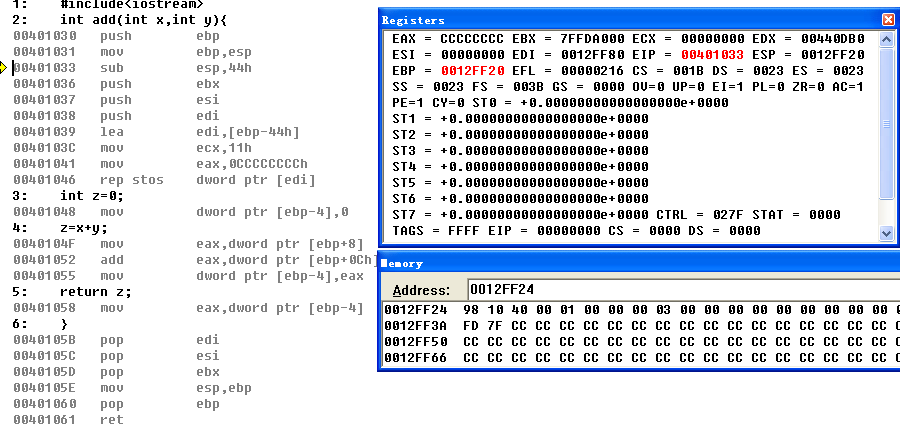 1: #include<iostream>
2: int add(int x,int y){
00401030 push ebp
00401031 mov ebp,esp
00401033 sub esp,44h
00401036 push ebx
00401037 push esi
00401038 push edi
00401039 lea edi,[ebp-44h]
0040103C mov ecx,11h
00401041 mov eax,0CCCCCCCCh
00401046 rep stos dword ptr [edi]
3: int z=0;
00401048 mov dword ptr [ebp-4],0
4: z=x+y;
0040104F mov eax,dword ptr [ebp+8]
00401052 add eax,dword ptr [ebp+0Ch]
00401055 mov dword ptr [ebp-4],eax
5: return z;
00401058 mov eax,dword ptr [ebp-4]
6: }
0040105B pop edi
0040105C pop esi
0040105D pop ebx
0040105E mov esp,ebp
00401060 pop ebp
00401061 ret
Registers
EAX = CCCCCCCC EBX = 7FFDA000 ECX = 00000000 EDX = 00440DB0
ESI = 00000000 EDI = 0012FF80 EIP = 00401033 ESP = 0012FF20
EBP = 0012FF20 EFL = 00000216 CS = 001B DS = 0023 ES = 0023
SS = 0023 FS = 003B GS = 0000 OV=0 UP=0 EI=1 PL=0 ZR=0 AC=1
PE=1 CY=0 ST0 = +0.00000000000000000e+0000
ST1 = +0.00000000000000000e+0000
ST2 = +0.00000000000000000e+0000
ST3 = +0.00000000000000000e+0000
ST4 = +0.00000000000000000e+0000
ST5 = +0.00000000000000000e+0000
ST6 = +0.00000000000000000e+0000
ST7 = +0.00000000000000000e+0000 CTRL = 027F STAT = 0000
TAGS = FFFF EIP = 00000000 CS = 0000 DS = 0000
Memory
Address: 0012FF24
0012FF24 98 10 40 00 01 00 00 00 03 00 00 00 00 00 00 00 00 00
0012FF3A FD 7F CC CC CC CC CC CC CC CC CC CC CC CC CC CC CC CC
0012FF50 CC CC CC CC CC CC CC CC CC CC CC CC CC CC CC CC CC CC
0012FF66 CC CC CC CC CC CC CC CC CC CC CC CC CC CC CC CC CC CC